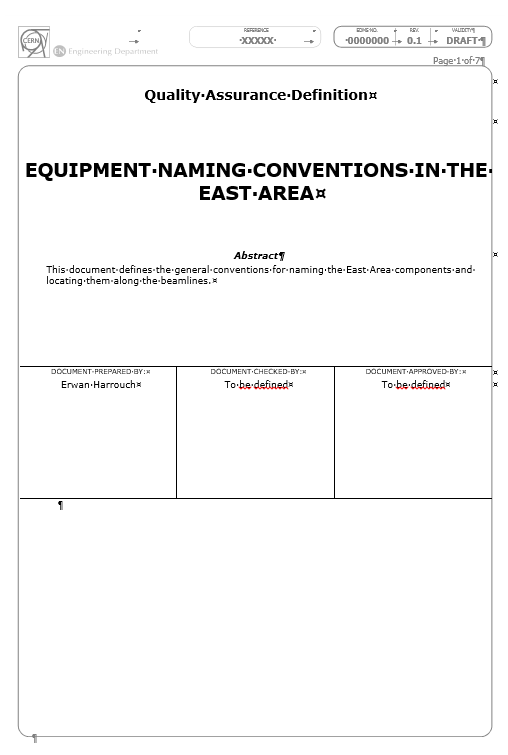 CERN
EN Engineering Department
REFERENCE
·XXXXX·
EDMS NO. REV. VALIDITY¶
·0000000 → 0.1 → DRAFT·¶
Page·1·of·7¶
Quality·Assurance·Definition¤
EQUIPMENT·NAMING·CONVENTIONS·IN·THE·
EAST·AREA¤
Abstract¶
This·document·defines·the·general·conventions·for·naming·the·East·Area·components·and·
locating·them·along·the·beamlines.¤
DOCUMENT·PREPARED·BY:¤
Erwan·Harrouch¤
DOCUMENT·CHECKED·BY:¤
To·be·defined¤
DOCUMENT·APPROVED·BY:¤
To·be·defined¤
¶
¶